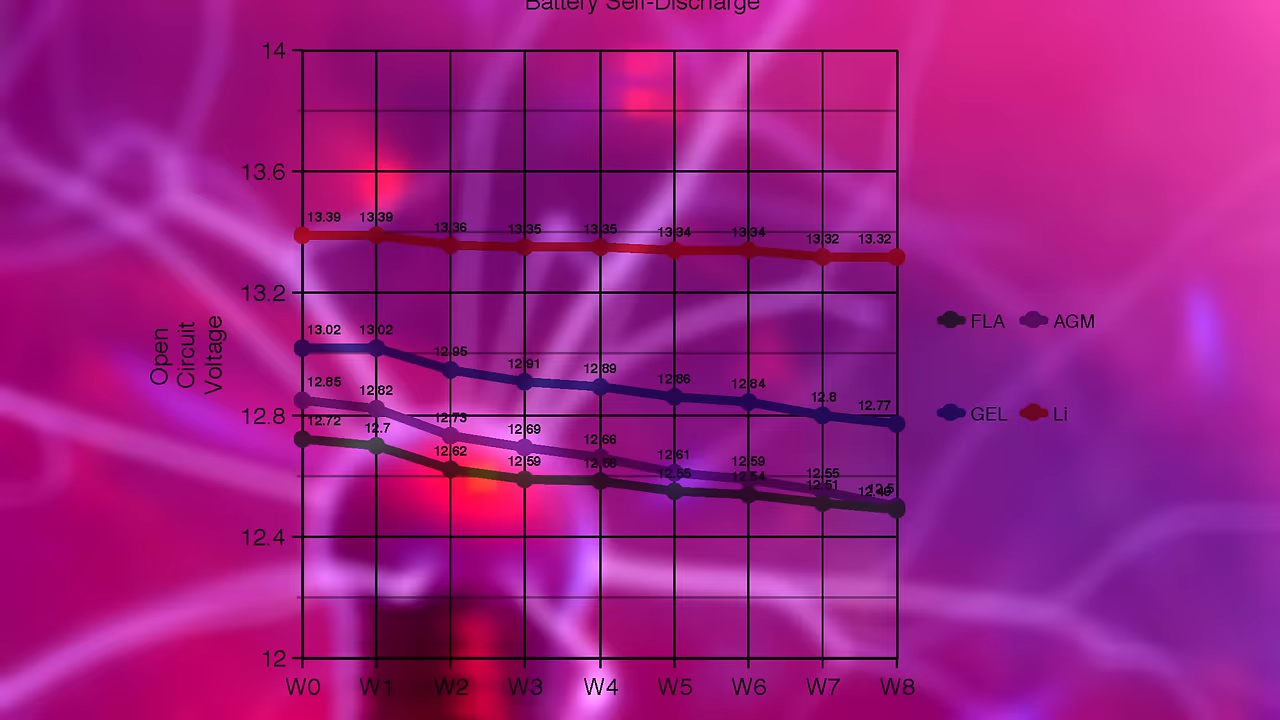 Battery Self-Discharge
14
13.6
13.2
12.8
12.4
12
Open
Circuit
Voltage
13.39 13.39 13.36 13.35 13.35 13.34 13.34 13.32 13.32
13.02 13.02 12.95 12.91 12.89 12.86 12.84 12.8 12.77
12.85 12.82 12.73 12.69 12.66 12.61 12.59 12.55 12.5
12.72 12.7 12.62 12.59 12.55 12.54 12.51
W0 W1 W2 W3 W4 W5 W6 W7 W8
FLA AGM
GEL Li